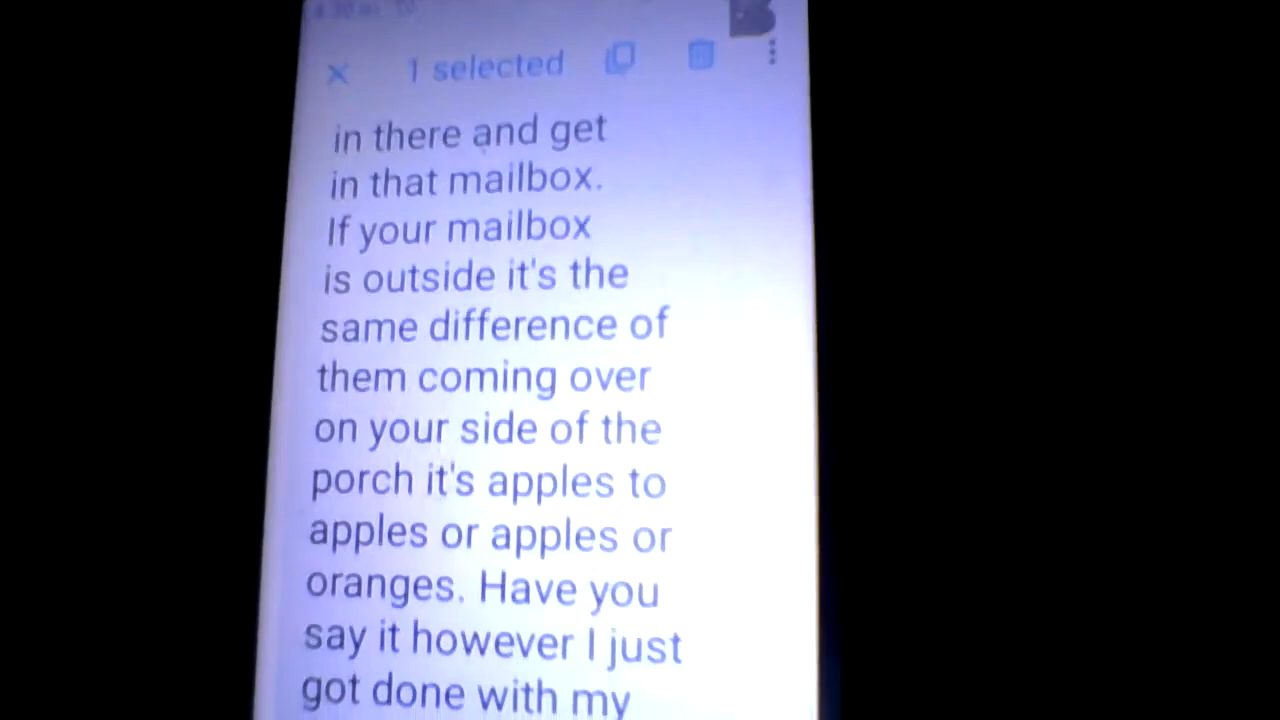 1 selected
in there and get
in that mailbox.
If your mailbox
is outside it's the
same difference of
them coming over
on your side of the
porch it's apples to
apples or apples or
oranges. Have you
say it however I just
got done with my